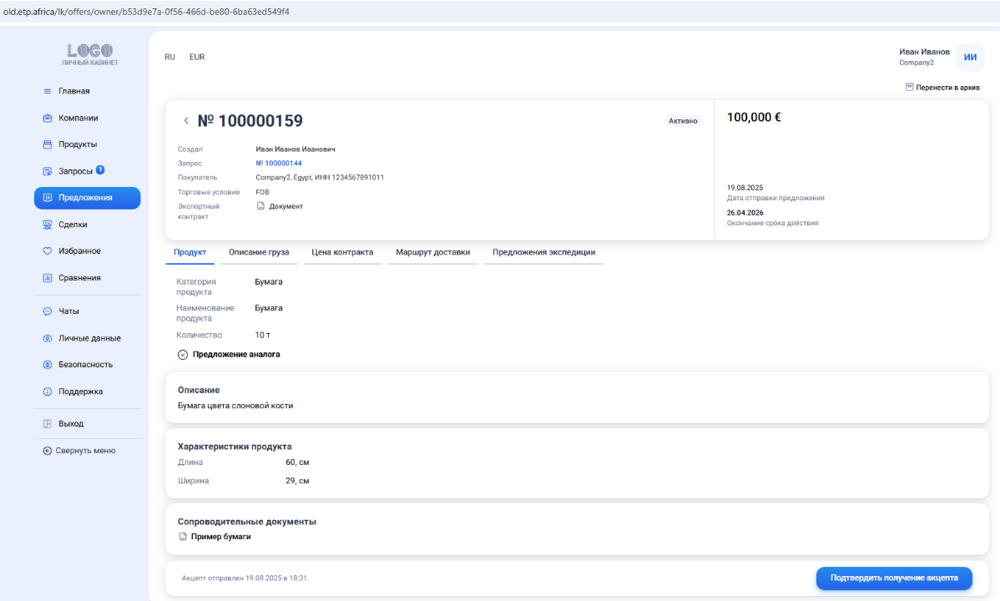 old.etp.africa/lk/offers/owner/b53d9e7a-0f56-466d-be80-6ba63ed549f4
LOGO
ЛИЧНЫЙ КАБИНЕТ
Главная
Компании
Продукты
Запросы 1
Предложения
Сделки
Избранное
Сравнения
Чаты
Личные данные
Безопасность
Поддержка
Выход
Свернуть меню
RU EUR
Иван Иванов
Company2
ИИ
Перенести в архив
№ 100000159
Активно
Создал Иван Иванов Иванович
Запрос № 100000144
Покупатель Company2, Egypt, ИНН 1234567891011
Торговые условия FOB
Экспортный
контракт
Документ
100,000 €
19.08.2025
Дата отправки предложения
26.04.2026
Окончание срока действия
Продукт Описание груза Цена контракта Маршрут доставки Предложения экспедиции
Категория
продукта
Бумага
Наименование
продукта
Бумага
Количество 10 т
Предложение аналога
Описание
Бумага цвета слоновой кости
Характеристики продукта
Длина 60, см
Ширина 29, см
Сопроводительные документы
Пример бумаги
Акцепт отправлен 19.08.2025 в 18:31.
Подтвердить получение акцепта